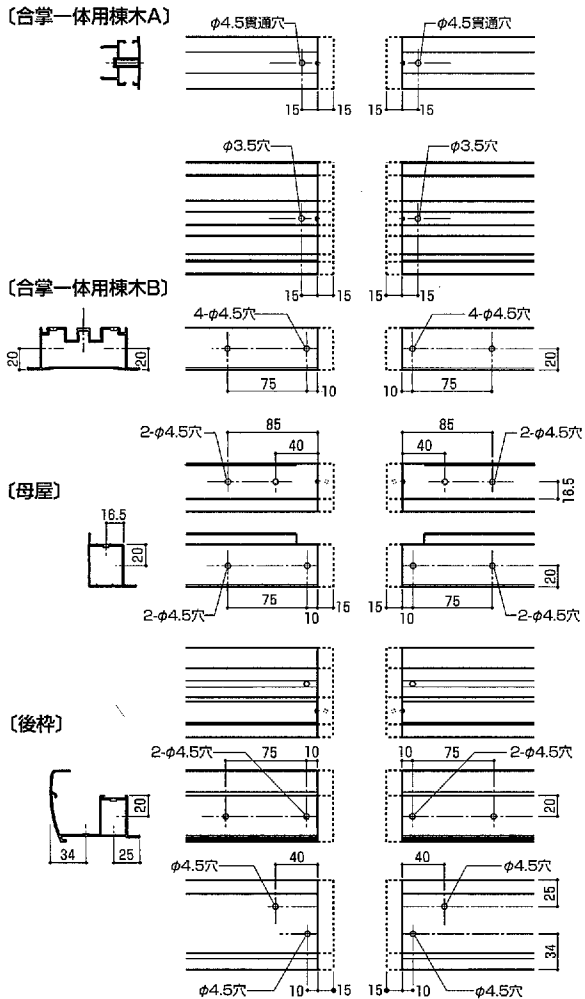 〔合掌一体用棟木A〕
φ4.5貫通穴 φ4.5貫通穴
15 15 15 15
φ3.5穴 φ3.5穴
15 15 15 15
〔合掌一体用棟木B〕
4-φ4.5穴 4-φ4.5穴
20 20 75 10 10 75 20
〔母屋〕
85 85
2-φ4.5穴 40 40 2-φ4.5穴
16.5
16.5
20 20
75 10 15 15 10 75
2-φ4.5穴 2-φ4.5穴
〔後枠〕
2-φ4.5穴 75 10 10 75 2-φ4.5穴
20 20 20
34 25
φ4.5穴 40 40 φ4.5穴
25
34
φ4.5穴 10 15 15 10 φ4.5穴